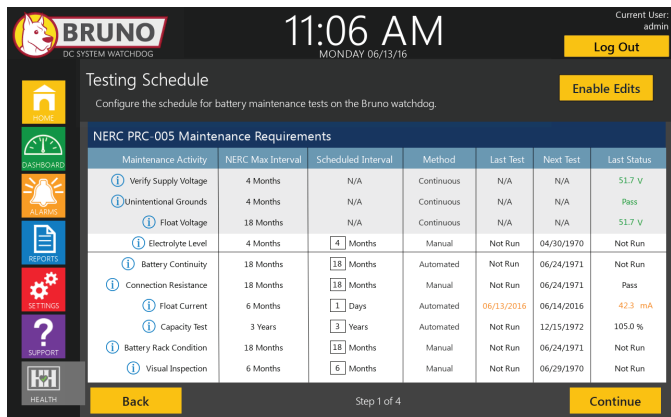 BRUNO
DC SYSTEM WATCHDOG
11:06 AM
MONDAY 06/13/16
Current User:
admin
Log Out
HOME
DASHBOARD
ALARMS
REPORTS
SETTINGS
SUPPORT
HEALTH
Testing Schedule
Configure the schedule for battery maintenance tests on the Bruno watchdog.
Enable Edits
NERC PRC-005 Maintenance Requirements
Maintenance Activity NERC Max Interval Scheduled Interval Method Last Test Next Test Last Status
Verify Supply Voltage 4 Months N/A Continuous N/A N/A 51.7 V
Unintentional Grounds 4 Months N/A Continuous N/A N/A Pass
Float Voltage 18 Months N/A Continuous N/A N/A 51.7 V
Electrolyte Level 4 Months 4 Months Manual Not Run 04/30/1970 Not Run
Battery Continuity 18 Months 18 Months Automated Not Run 06/24/1971 Not Run
Connection Resistance 18 Months 18 Months Manual Not Run 06/24/1971 Pass
Float Current 6 Months 1 Days Automated 06/13/2016 06/14/2016 42.3 mA
Capacity Test 3 Years 3 Years Automated Not Run 12/15/1972 105.0 %
Battery Rack Condition 18 Months 18 Months Manual Not Run 06/24/1971 Not Run
Visual Inspection 6 Months 6 Months Manual Not Run 06/29/1970 Not Run
Back
Step 1 of 4
Continue